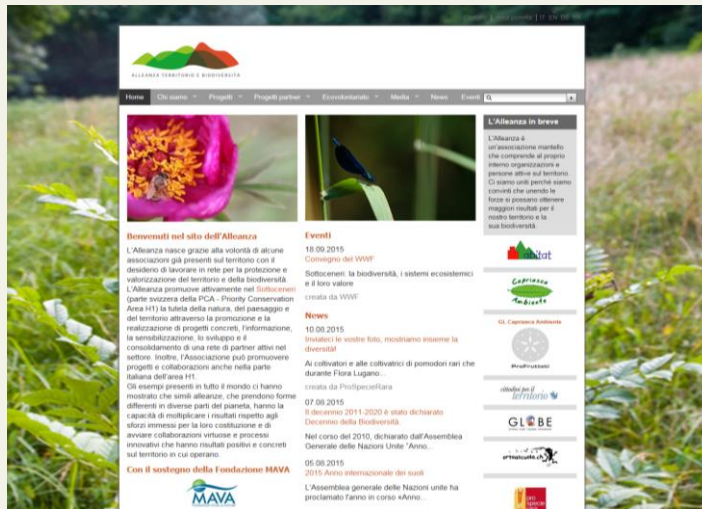 IT EN DE
ALLEANZA TERRITORIO E BIODIVERSITÀ
Home Chi siamo Progetti Progetti partner Ecovolontariato Media News Eventi
Benvenuti nel sito dell'Alleanza
L'Alleanza nasce grazie alla volontà di alcune
associazioni già presenti sul territorio con il
desiderio di lavorare in rete per la protezione e
valorizzazione del territorio e della biodiversità.
L'Alleanza promuove attivamente nel Sottoceneri
(parte svizzera della PCA - Priority Conservation
Area H1) la tutela della natura, del paesaggio e
del territorio attraverso la promozione e la
realizzazione di progetti concreti, l'informazione,
la sensibilizzazione, lo sviluppo e il
consolidamento di una rete di partner attivi nel
settore. Inoltre, l'Associazione può promuovere
progetti e collaborazioni anche nella parte
italiana dell'area H1.
Gli esempi presenti in tutto il mondo ci hanno
mostrato che simili alleanze, che prendono forme
differenti in diverse parti del pianeta, hanno la
capacità di moltiplicare i risultati rispetto agli
sforzi immessi per la loro costituzione e di
avviare collaborazioni virtuose e processi
innovativi che hanno risultati positivi e concreti
sul territorio in cui operano.
Con il sostegno della Fondazione MAVA
MAVA
Eventi
18.09.2015
Convegno del WWF
Sottoceneri: la biodiversità, i sistemi ecosistemici
e il loro valore
creata da WWF
News
10.08.2015
Inviateci le vostre foto, mostriamo insieme la
diversità!
Ai coltivatori e alle coltivatrici di pomodori rari che
durante Flora Lugano...
creata da ProSpecieRara
07.08.2015
Il decennio 2011-2020 è stato dichiarato
Decennio della Biodiversità.
Nel corso del 2010, dichiarato dall'Assemblea
Generale delle Nazioni Unite "Anno...
05.08.2015
2015 Anno internazionale dei suoli
L'Assemblea generale delle Nazioni unite ha
proclamato l'anno in corso «Anno...
L'Alleanza in breve
L'Alleanza è
un'associazione mantello
che comprende al proprio
interno organizzazioni e
persone attive sul territorio.
Ci siamo uniti perché siamo
convinti che unendo le
forze si possano ottenere
maggiori risultati per il
nostro territorio e la
sua biodiversità.
abitat
Capriasca
Ambiente
GL Capriasca Ambiente
ProFrutteti
cittadini per il
territorio
GLOBE
ortoalscuola.ch
pro
specie